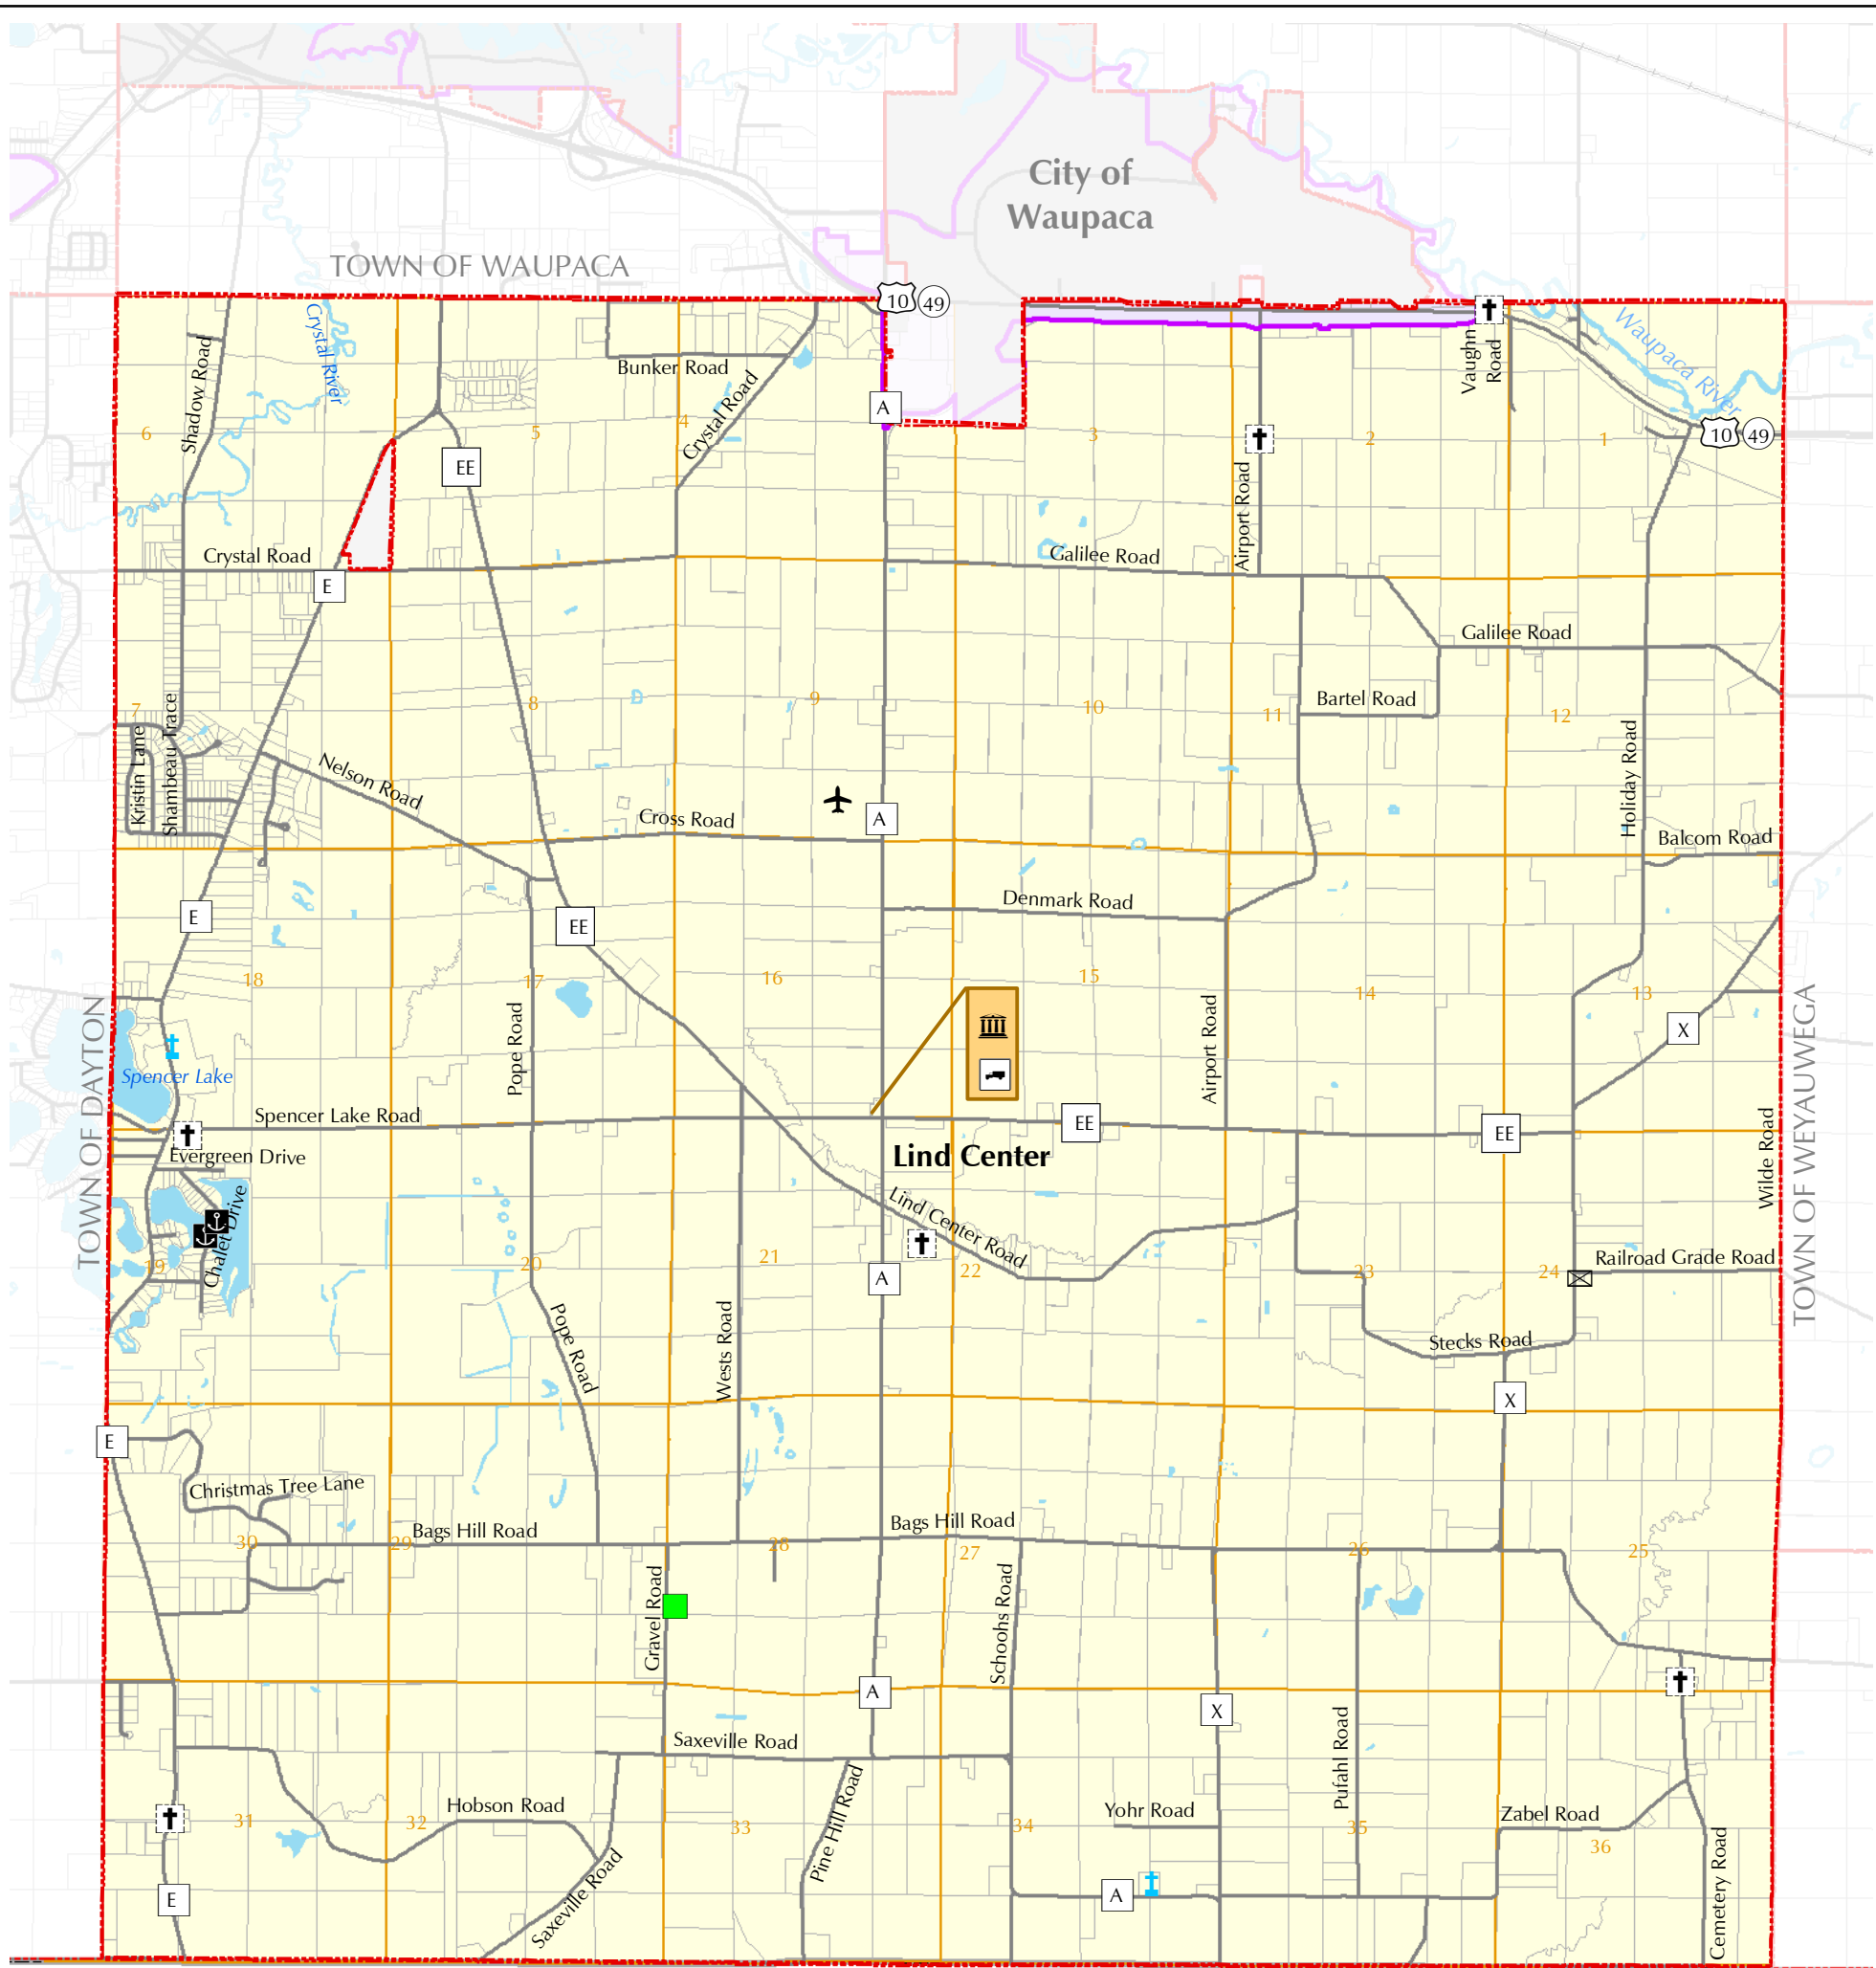 City of
Waupaca
TOWN OF WAUPACA
10
49
Crystal River
Shadow Road
Bunker Road
Crystal Road
A
Vaughn
Road
Waupaca River
10
49
6
5
4
3
2
1
EE
Airport Road
Crystal Road
E
Galilee Road
Galilee Road
7
8
9
10
11
12
Bartel Road
Kristin Lane
Shambeau Trace
Nelson Road
Cross Road
A
Holiday Road
Balcom Road
E
EE
Denmark Road
18
17
16
15
14
13
TOWN OF DAYTON
TOWN OF WEYAUWEGA
Pope Road
Airport Road
X
Spencer Lake
Spencer Lake Road
EE
EE
Evergreen Drive
Lind Center
Wilde Road
Chalet Drive
Lind Center Road
19
20
21
A
22
23
24
Railroad Grade Road
Pope Road
Wests Road
Stecks Road
X
E
Christmas Tree Lane
Bags Hill Road
Bags Hill Road
30
29
28
27
26
25
Gravel Road
Schoohs Road
A
X
Pufahl Road
Saxeville Road
Pine Hill Road
Hobson Road
Yohr Road
Zabel Road
31
32
33
34
35
36
Saxeville Road
E
A
Cemetery Road